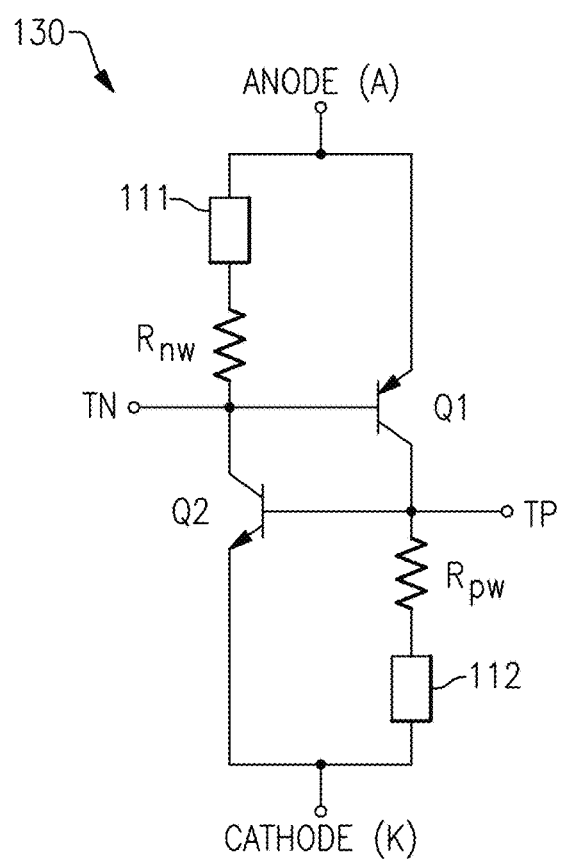 130
ANODE (A)
111
Rnw
TN
Q1
Q2
TP
Rpw
112
CATHODE (K)